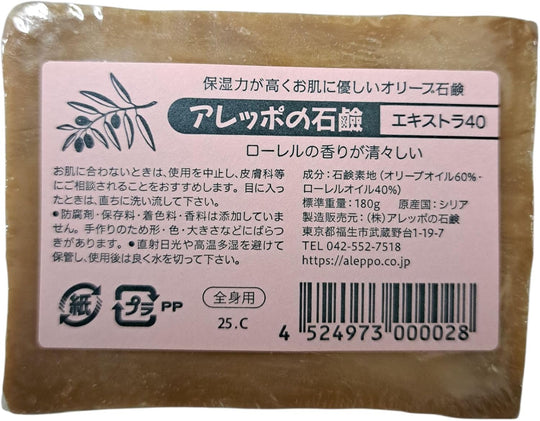 保湿力が高くお肌に優しいオリーブ石鹸
アレッポの石鹸 エキストラ40
ローレルの香りが清々しい
お肌に合わないときは、使用を中止し、皮膚科等
にご相談されることをおすすめします。目に入っ
たときは、直ちに洗い流して下さい。
●防腐剤・保存料・着色料・香料は添加していませ
ん。手作りのため形・色・大きさなどにばらつ
きがあります。●直射日光や高温多湿を避けて
保管し、使用後は良く水を切って下さい。
成分：石鹸素地（オリーブオイル60%・
ローレルオイル40%）
標準重量：180g 原産国：シリア
製造販売元：（株）アレッポの石鹸
東京都福生市武蔵野台1-19-7
TEL 042-552-7518
https://aleppo.co.jp
紙
プラ PP
全身用
25.C
4 524973 000028